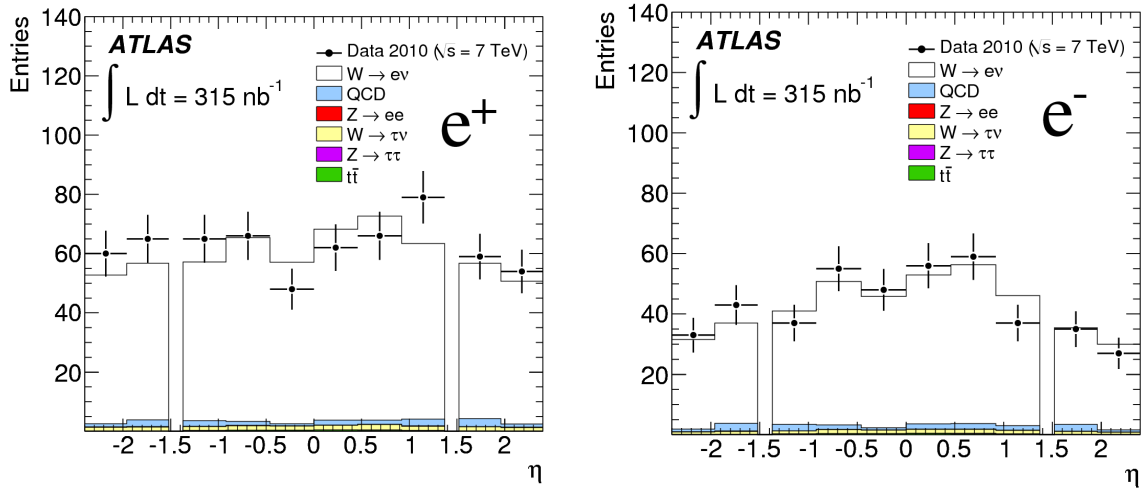 Entries
140
120
100
80
60
40
20
ATLAS
∫ L dt = 315 nb⁻¹
Data 2010 (√s = 7 TeV)
W → eν
QCD
Z → ee
W → τν
Z → ττ
tt̄
e⁺
-2 -1.5 -1 -0.5 0 0.5 1 1.5 2
η
Entries
140
120
100
80
60
40
20
ATLAS
∫ L dt = 315 nb⁻¹
Data 2010 (√s = 7 TeV)
W → eν
QCD
Z → ee
W → τν
Z → ττ
tt̄
e⁻
-2 -1.5 -1 -0.5 0 0.5 1 1.5 2
η